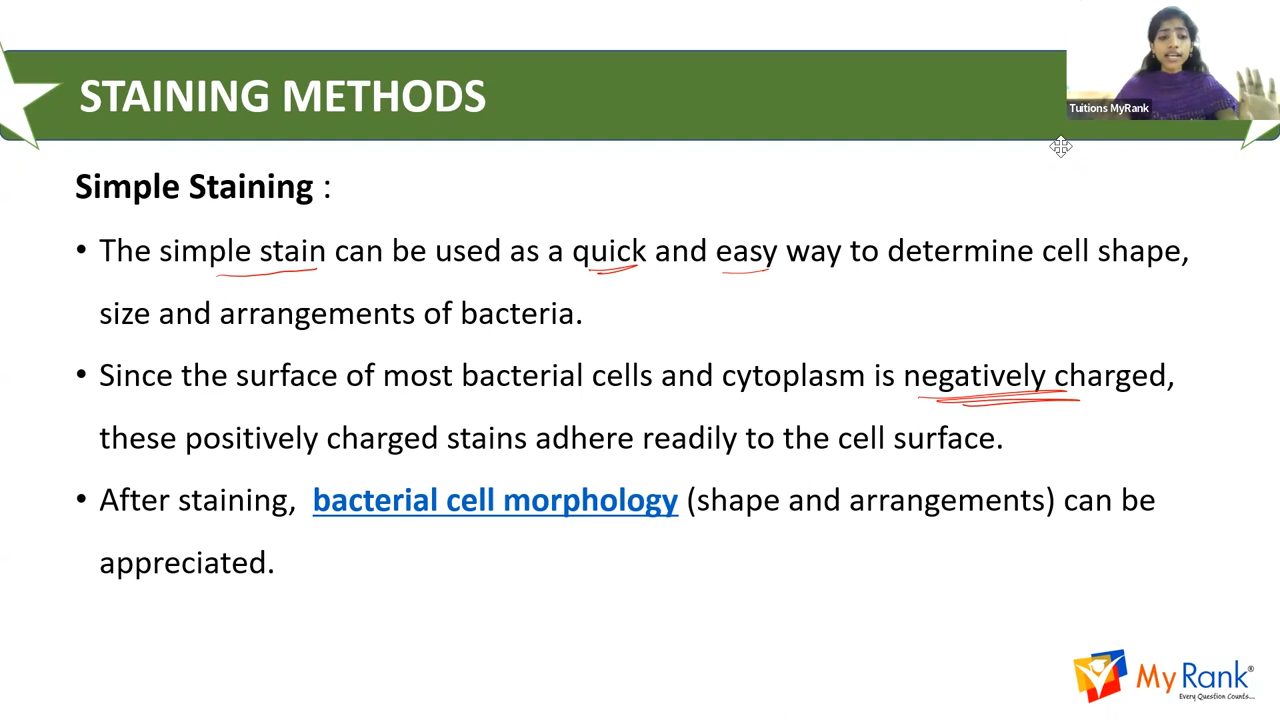 STAINING METHODS
Tuitions MyRank
Simple Staining :
• The simple stain can be used as a quick and easy way to determine cell shape,
size and arrangements of bacteria.
• Since the surface of most bacterial cells and cytoplasm is negatively charged,
these positively charged stains adhere readily to the cell surface.
• After staining, bacterial cell morphology (shape and arrangements) can be
appreciated.
My Rank®
Every Question Counts...